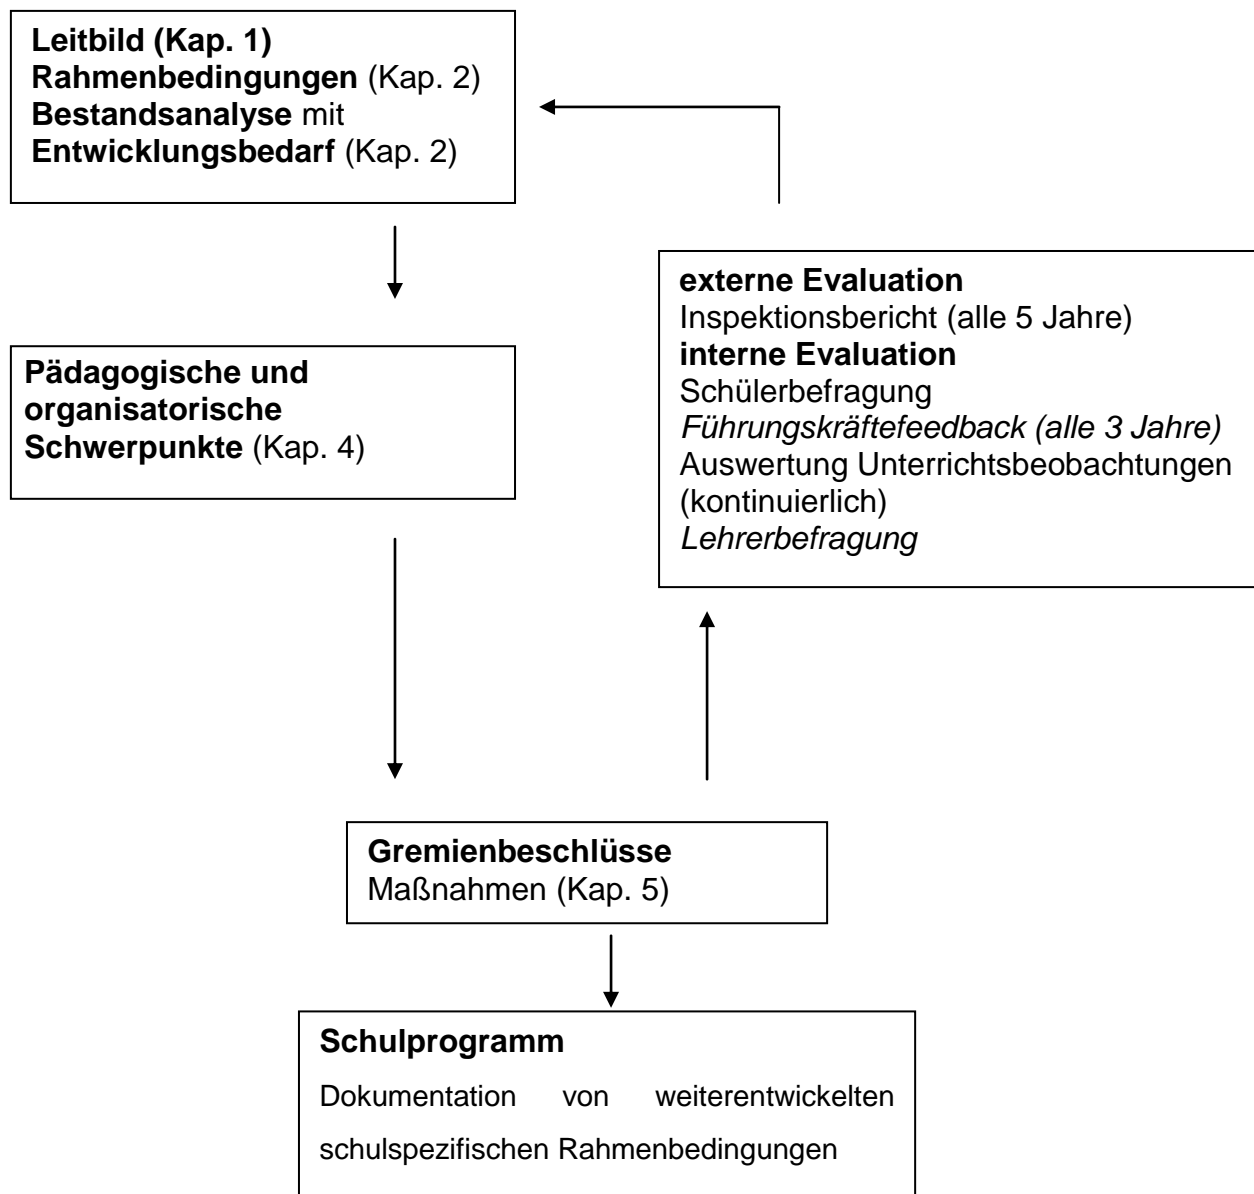 Leitbild (Kap. 1)
Rahmenbedingungen (Kap. 2)
Bestandsanalyse mit
Entwicklungsbedarf (Kap. 2)
Pädagogische und
organisatorische
Schwerpunkte (Kap. 4)
externe Evaluation
Inspektionsbericht (alle 5 Jahre)
interne Evaluation
Schülerbefragung
Führungskräftefeedback (alle 3 Jahre)
Auswertung Unterrichtsbeobachtungen
(kontinuierlich)
Lehrerbefragung
Gremienbeschlüsse
Maßnahmen (Kap. 5)
Schulprogramm
Dokumentation von weiterentwickelten
schulspezifischen Rahmenbedingungen